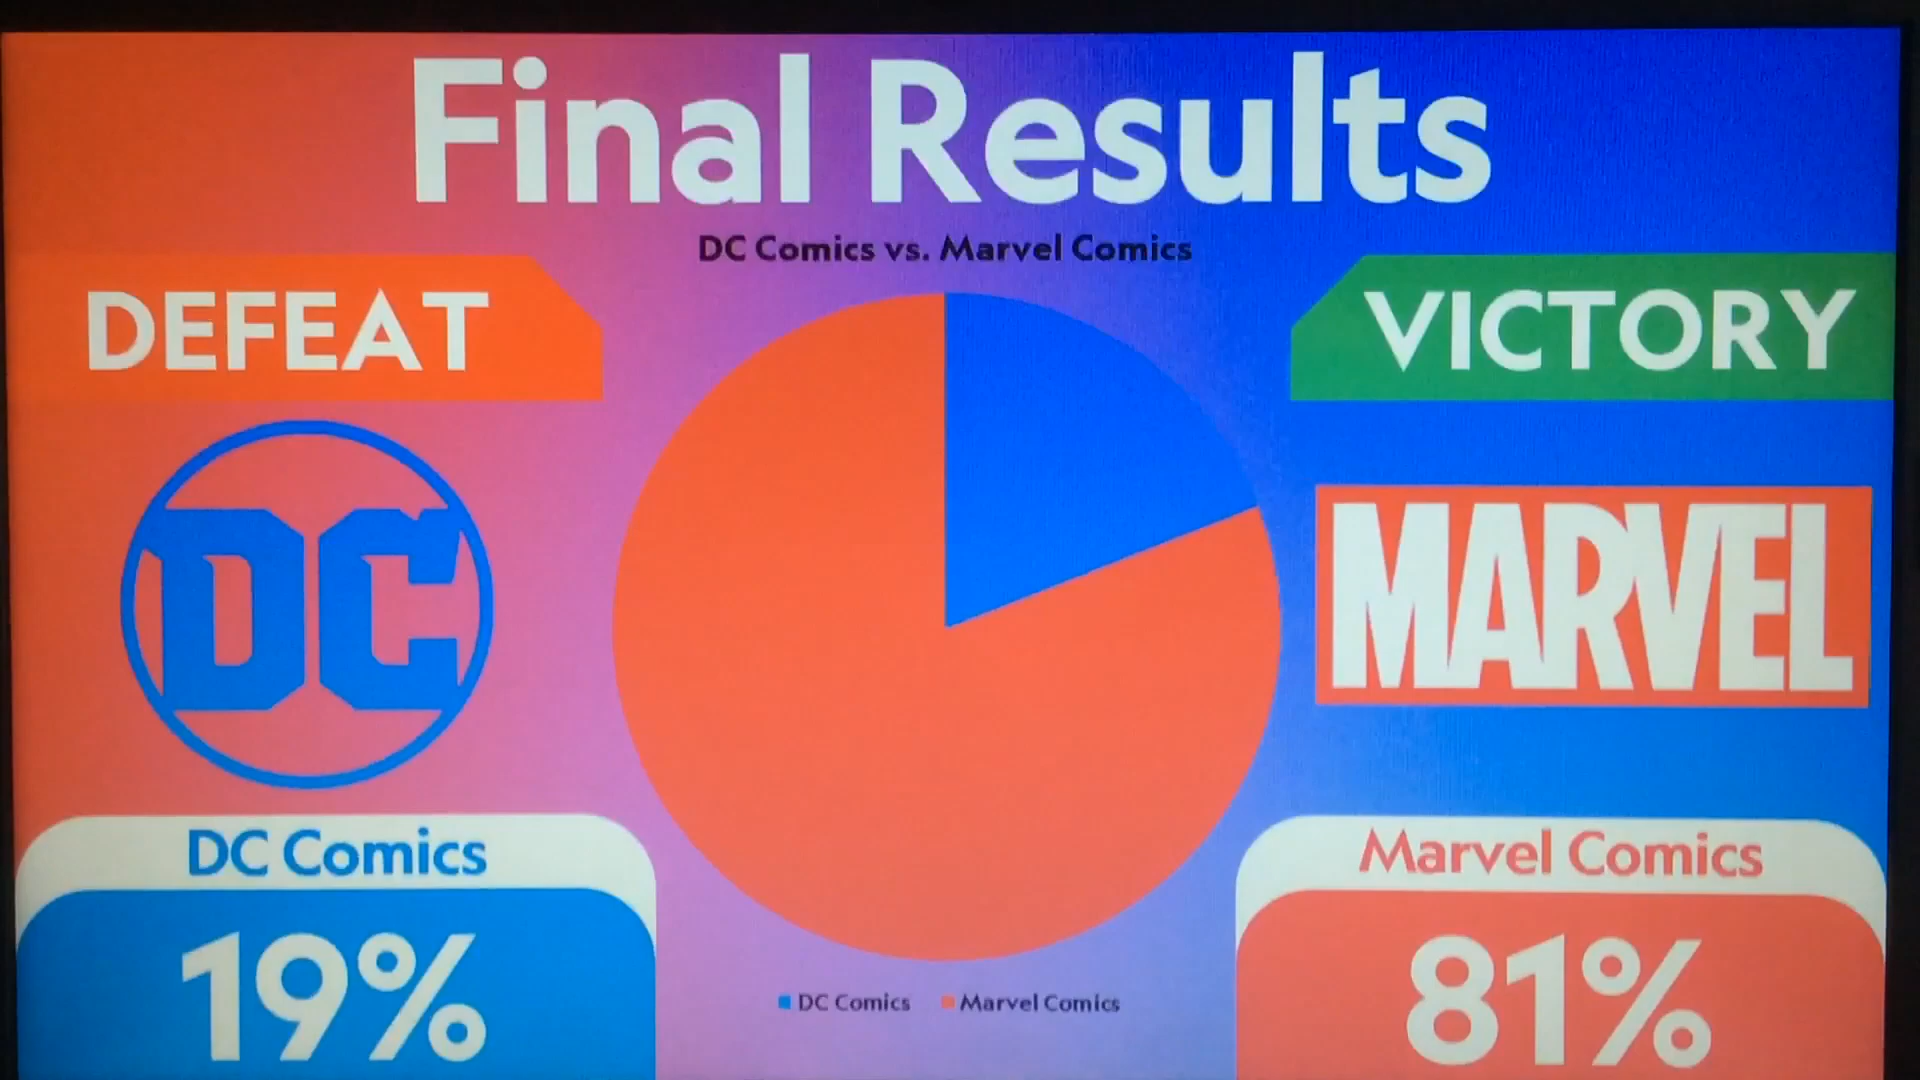 Final Results
DC Comics vs. Marvel Comics
DEFEAT
VICTORY
DC
MARVEL
DC Comics
Marvel Comics
19%
81%
DC Comics
Marvel Comics